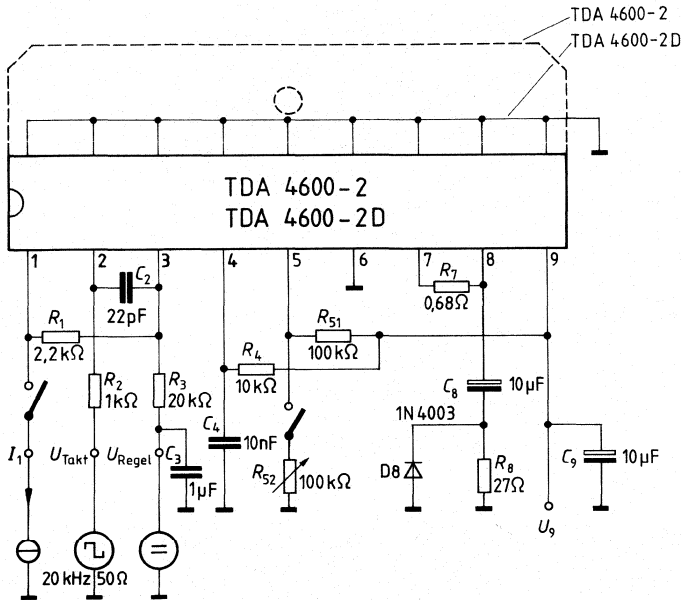 TDA 4600-2
TDA 4600-2D
TDA 4600-2
TDA 4600-2D
1 2 3 4 5 6 7 8 9
C2
22pF
R7
0,68Ω
R1
2,2kΩ
R51
100kΩ
R4
10kΩ
R2
1kΩ
R3
20kΩ
C8
10µF
1N4003
C4
10nF
I1
UTakt
URegel
C3
1µF
R52
100kΩ
D8
R8
27Ω
C9
10µF
U9
20kHz 50Ω